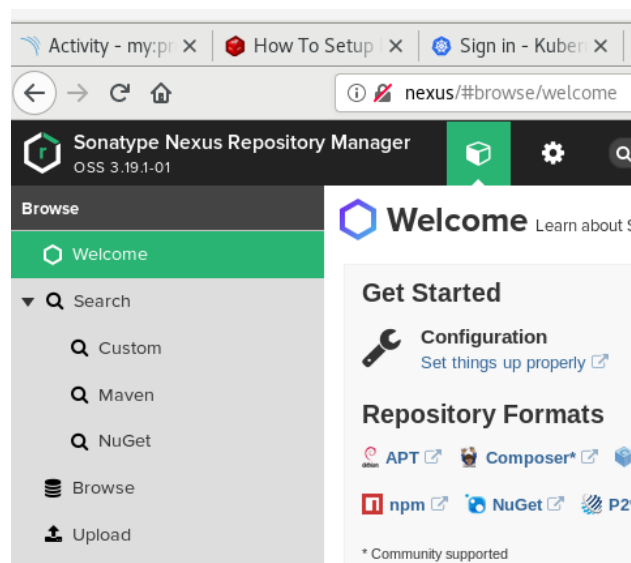 Activity - my:pr How To Setup Sign in - Kuber
nexus/#browse/welcome
Sonatype Nexus Repository Manager
OSS 3.19.1-01
Browse
Welcome Learn about
Welcome
Get Started
Search
Configuration
Set things up properly
Custom
Maven
Repository Formats
NuGet
APT Composer*
Browse
npm NuGet P2
Upload
* Community supported